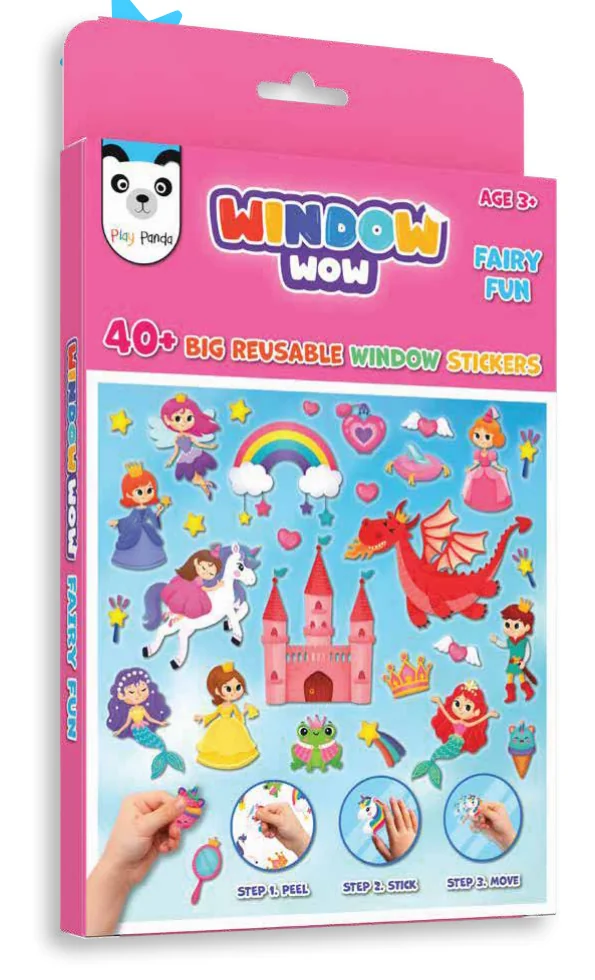 Play Panda
WINDOW
WOW
AGE 3+
FAIRY
FUN
40+ BIG REUSABLE WINDOW STICKERS
WINDOW WOW FAIRY FUN
STEP 1. PEEL
STEP 2. STICK
STEP 3. MOVE